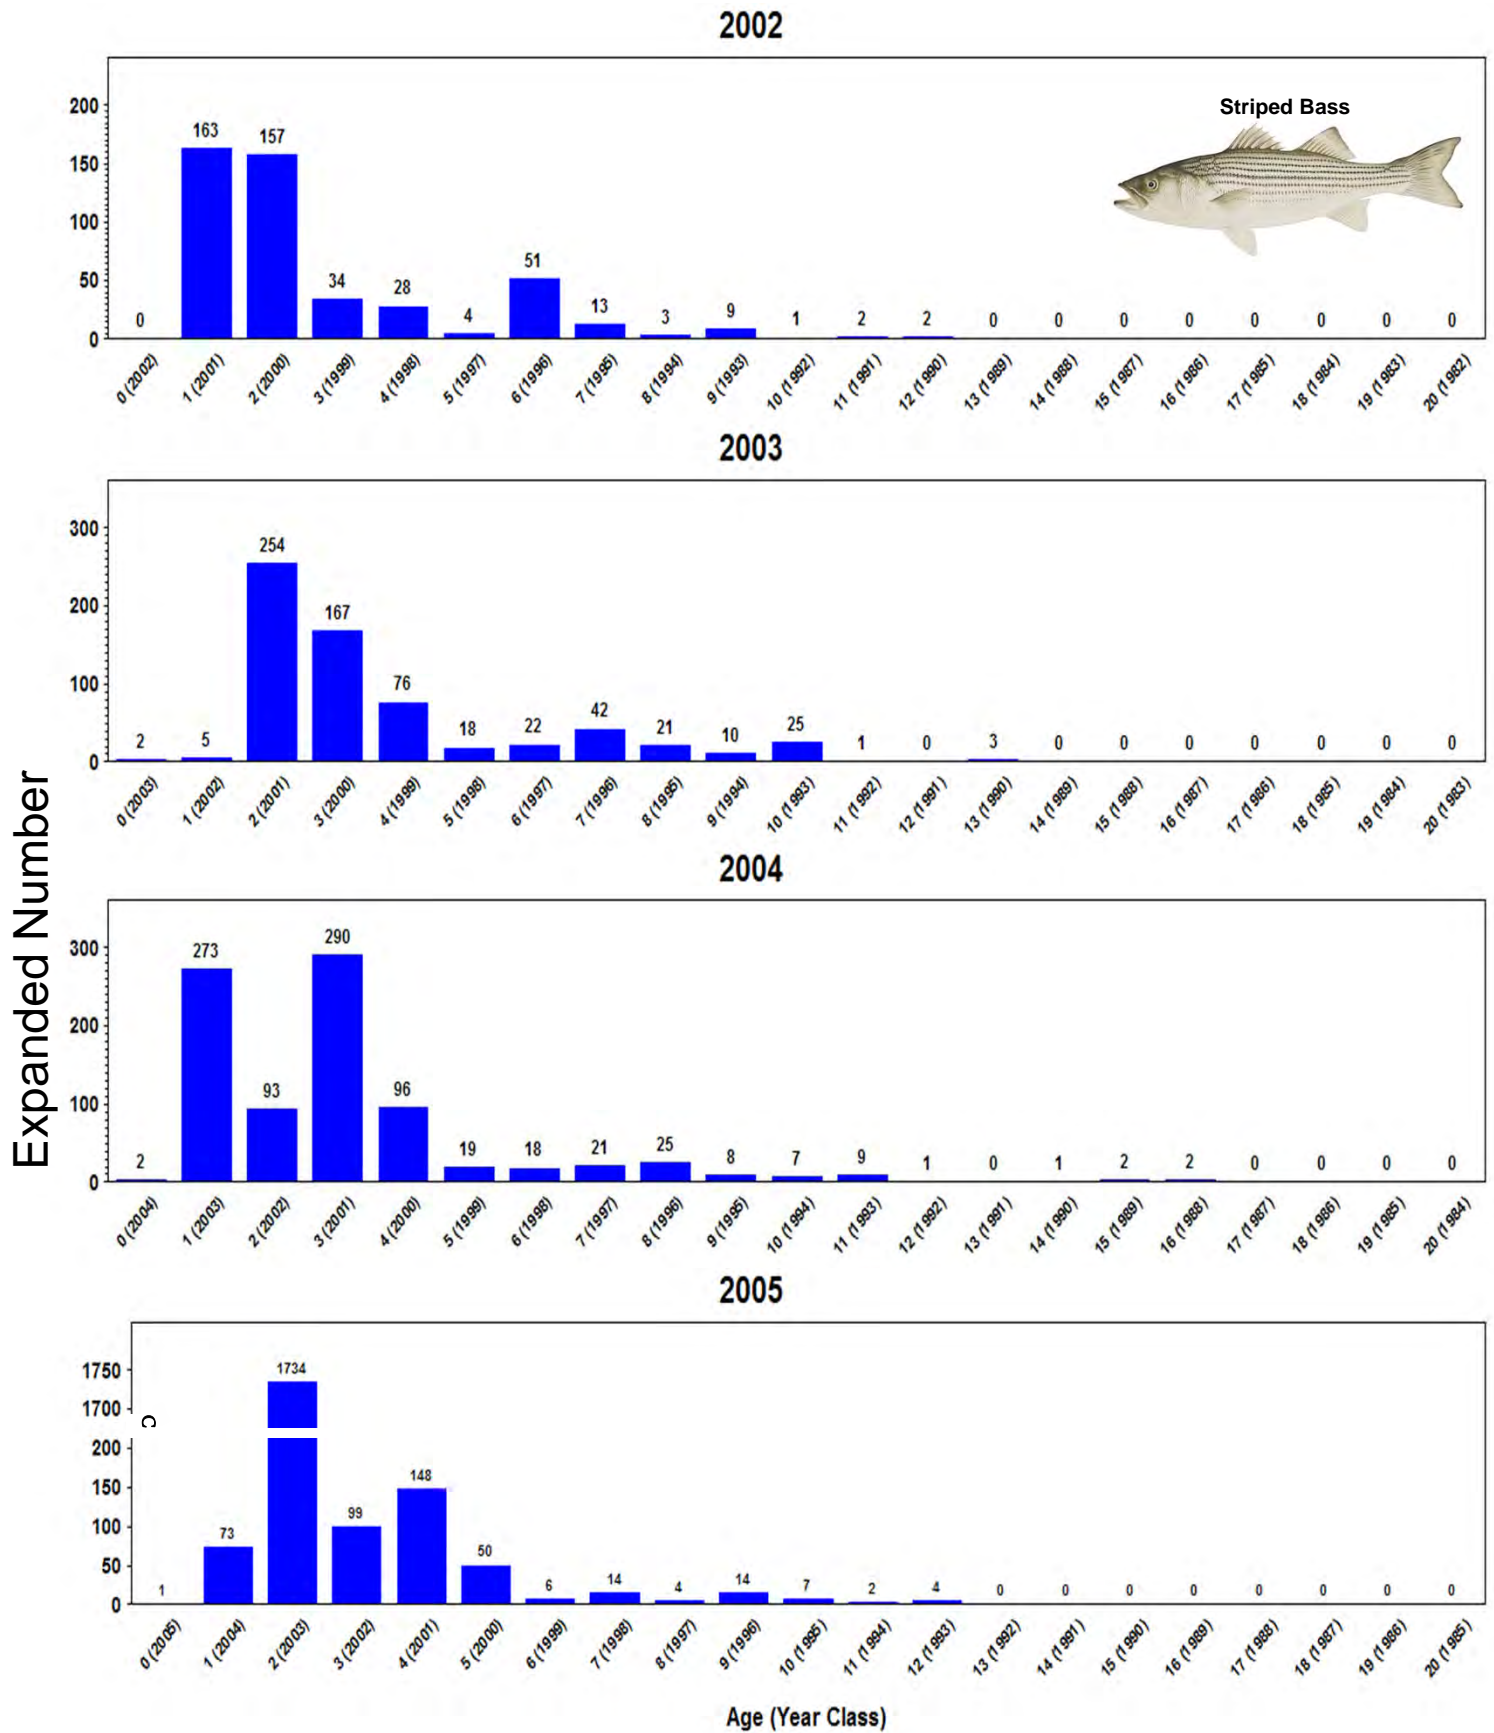 2002
Striped Bass
200
150
100
50
0
0 163 157 34 28 4 51 13 3 9 1 2 2 0 0 0 0 0 0 0 0
0 (2002) 1 (2001) 2 (2000) 3 (1999) 4 (1998) 5 (1997) 6 (1996) 7 (1995) 8 (1994) 9 (1993) 10 (1992) 11 (1991) 12 (1990) 13 (1989) 14 (1988) 15 (1987) 16 (1986) 17 (1985) 18 (1984) 19 (1983) 20 (1982)
2003
300
200
100
0
2 5 254 167 76 18 22 42 21 10 25 1 0 3 0 0 0 0 0 0 0
0 (2003) 1 (2002) 2 (2001) 3 (2000) 4 (1999) 5 (1998) 6 (1997) 7 (1996) 8 (1995) 9 (1994) 10 (1993) 11 (1992) 12 (1991) 13 (1990) 14 (1989) 15 (1988) 16 (1987) 17 (1986) 18 (1985) 19 (1984) 20 (1983)
Expanded Number
2004
300
200
100
0
2 273 93 290 96 19 18 21 25 8 7 9 1 0 1 2 2 0 0 0 0
0 (2004) 1 (2003) 2 (2002) 3 (2001) 4 (2000) 5 (1999) 6 (1998) 7 (1997) 8 (1996) 9 (1995) 10 (1994) 11 (1993) 12 (1992) 13 (1991) 14 (1990) 15 (1989) 16 (1988) 17 (1987) 18 (1986) 19 (1985) 20 (1984)
2005
1750
1700
200
150
100
50
0
1 73 1734 99 148 50 6 14 4 14 7 2 4 0 0 0 0 0 0 0 0
0 (2005) 1 (2004) 2 (2003) 3 (2002) 4 (2001) 5 (2000) 6 (1999) 7 (1998) 8 (1997) 9 (1996) 10 (1995) 11 (1994) 12 (1993) 13 (1992) 14 (1991) 15 (1990) 16 (1989) 17 (1988) 18 (1987) 19 (1986) 20 (1985)
Age (Year Class)